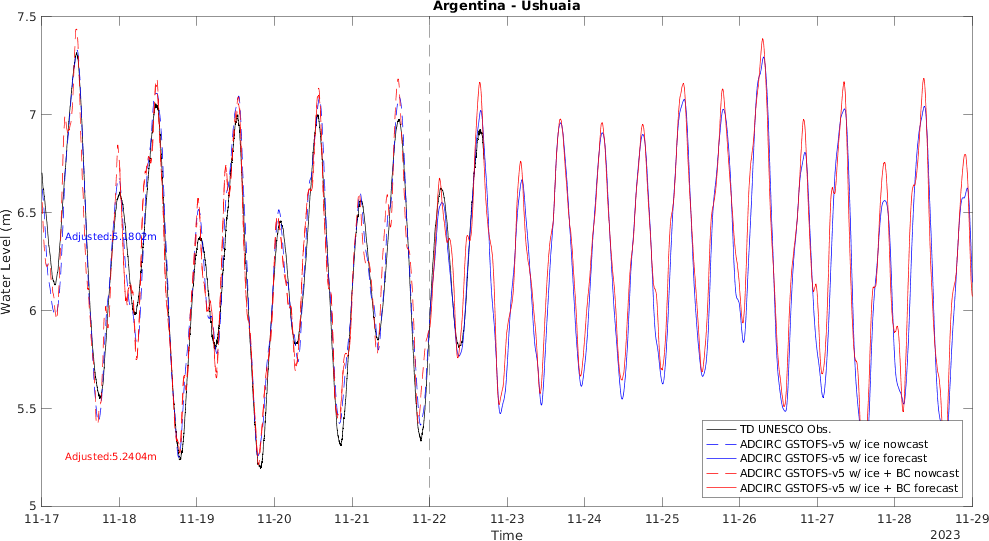 Argentina - Ushuaia
7.5
7
6.5
6
5.5
5
Water Level (m)
Adjusted:5.1802m
Adjusted:5.2404m
TD UNESCO Obs.
ADCIRC GSTOFS-v5 w/ ice nowcast
ADCIRC GSTOFS-v5 w/ ice forecast
ADCIRC GSTOFS-v5 w/ ice + BC nowcast
ADCIRC GSTOFS-v5 w/ ice + BC forecast
11-17 11-18 11-19 11-20 11-21 11-22 11-23 11-24 11-25 11-26 11-27 11-28 11-29
Time
2023